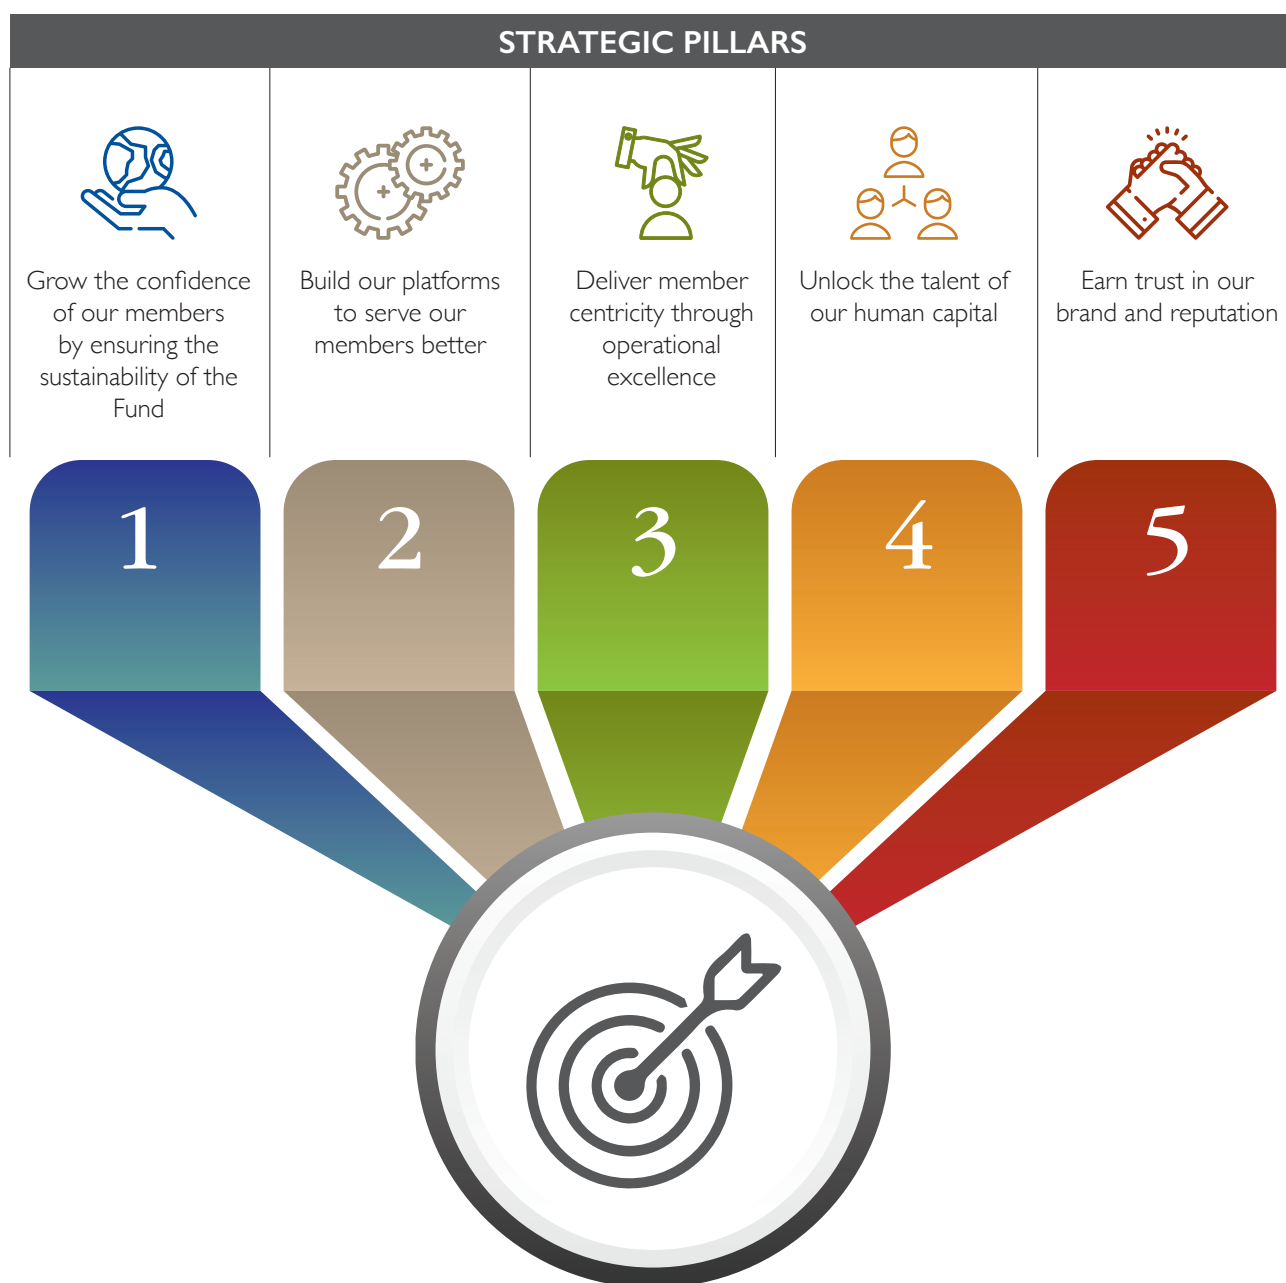 STRATEGIC PILLARS
Grow the confidence
of our members
by ensuring the
sustainability of the
Fund
Build our platforms
to serve our
members better
Deliver member
centricity through
operational
excellence
Unlock the talent of
our human capital
Earn trust in our
brand and reputation
1
2
3
4
5